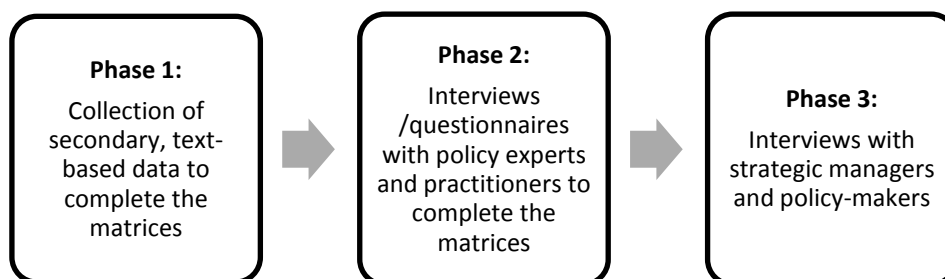 Phase 1:
Collection of
secondary, text-
based data to
complete the
matrices
Phase 2:
Interviews
/questionnaires
with policy experts
and practitioners to
complete the
matrices
Phase 3:
Interviews with
strategic managers
and policy-makers